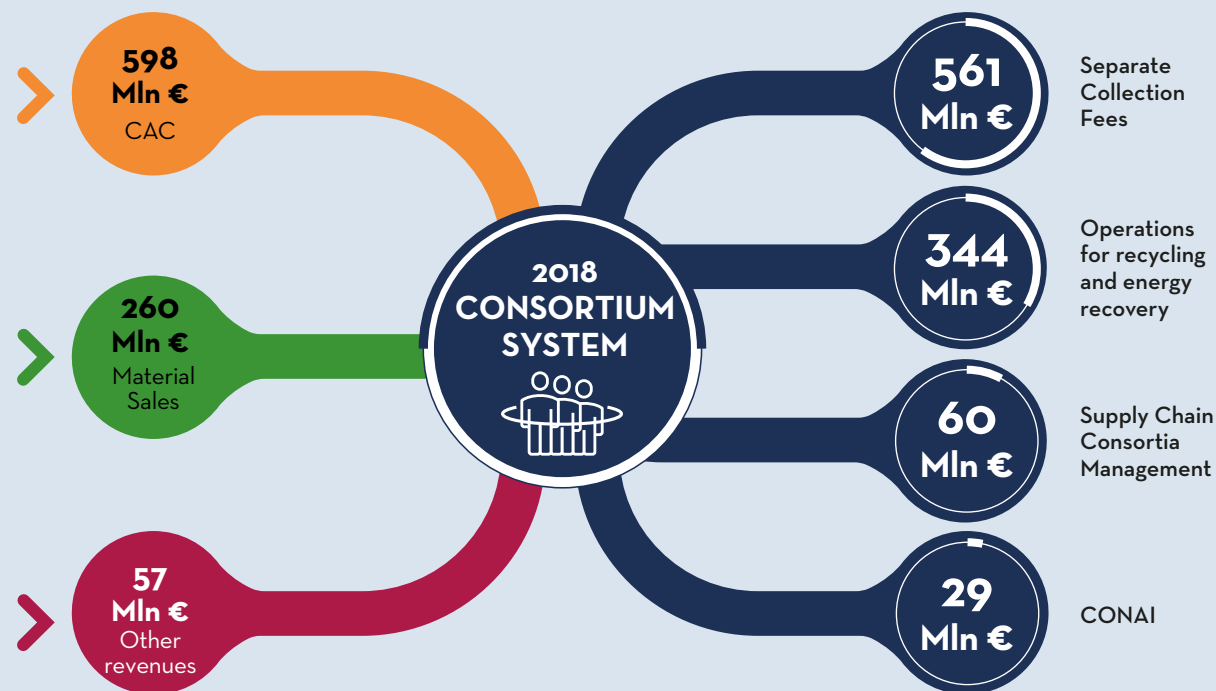 598
Mln €
CAC
260
Mln €
Material
Sales
57
Mln €
Other
revenues
2018
CONSORTIUM
SYSTEM
561
Mln €
Separate
Collection
Fees
344
Mln €
Operations
for recycling
and energy
recovery
60
Mln €
Supply Chain
Consortia
Management
29
Mln €
CONAI